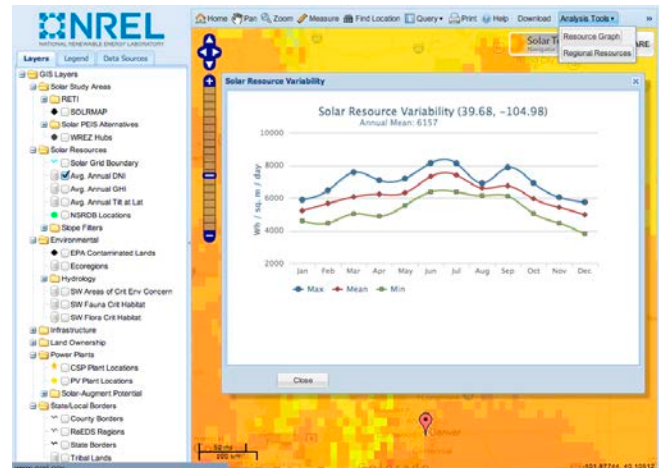 NREL
NATIONAL RENEWABLE ENERGY LABORATORY
Home Pan Zoom Measure Find Location Query Print Help Download Analysis Tools »
Resource Graph
Regional Resources
Solar
Navigator
ARE
Layers Legend Data Sources
GIS Layers
Solar Study Areas
RETI
SOLRMAP
Solar PEIS Alternatives
WREZ Hubs
Solar Resources
Solar Grid Boundary
Avg. Annual DNI
Avg. Annual GHI
Avg. Annual Tilt at Lat
NSRDB Locations
Slope Filters
Environmental
EPA Contaminated Lands
Ecoregions
Hydrology
SW Areas of Crit Env Concern
SW Fauna Crit Habitat
SW Flora Crit Habitat
Infrastructure
Land Ownership
Power Plants
CSP Plant Locations
PV Plant Locations
Solar-Augment Potential
State/Local Borders
County Borders
ReEDS Regions
State Borders
Tribal Lands
Solar Resource Variability
Solar Resource Variability (39.68, -104.98)
Annual Mean: 6157
Wh / sq. m / day
10000
8000
6000
4000
2000
Jan Feb Mar Apr May Jun Jul Aug Sep Oct Nov Dec
Max Mean Min
Close
Denver
Colorado
50 mi